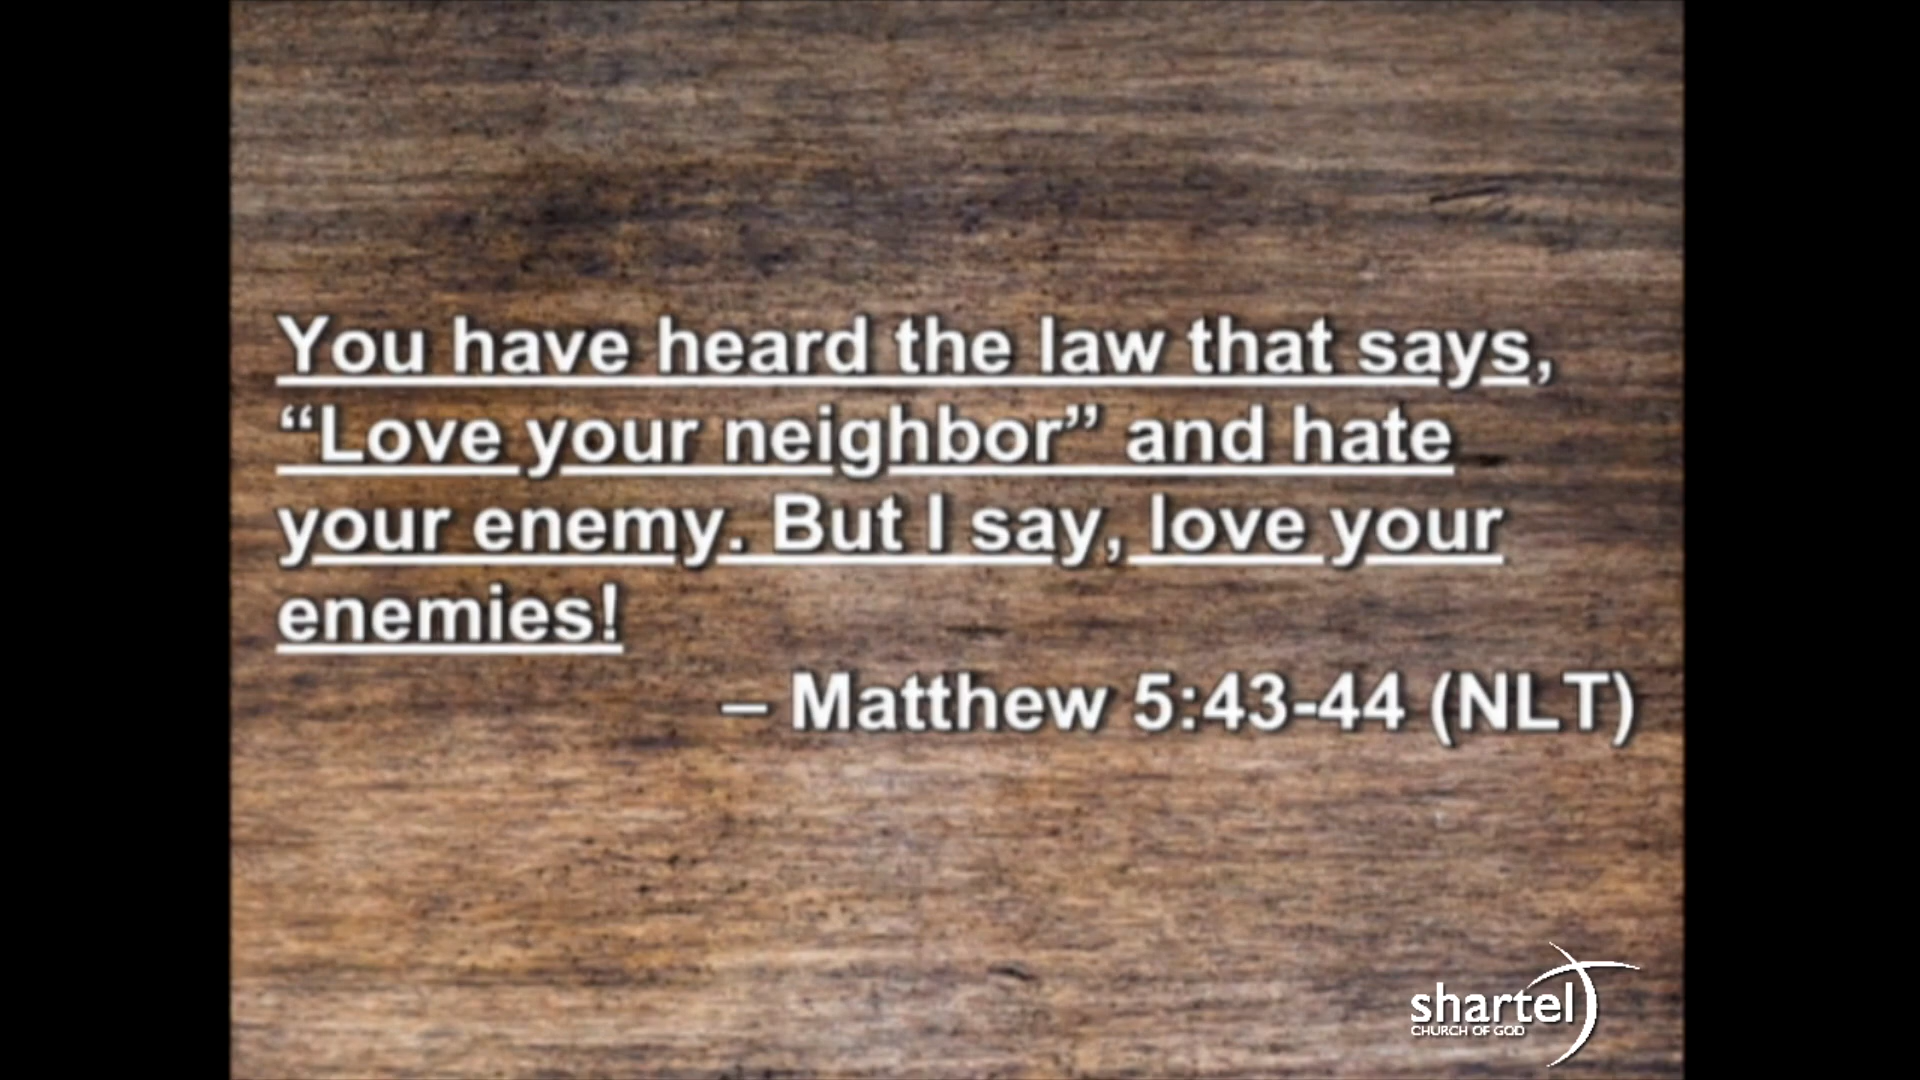 You have heard the law that says,
“Love your neighbor” and hate
your enemy. But I say, love your
enemies!
– Matthew 5:43-44 (NLT)
shartel
CHURCH OF GOD